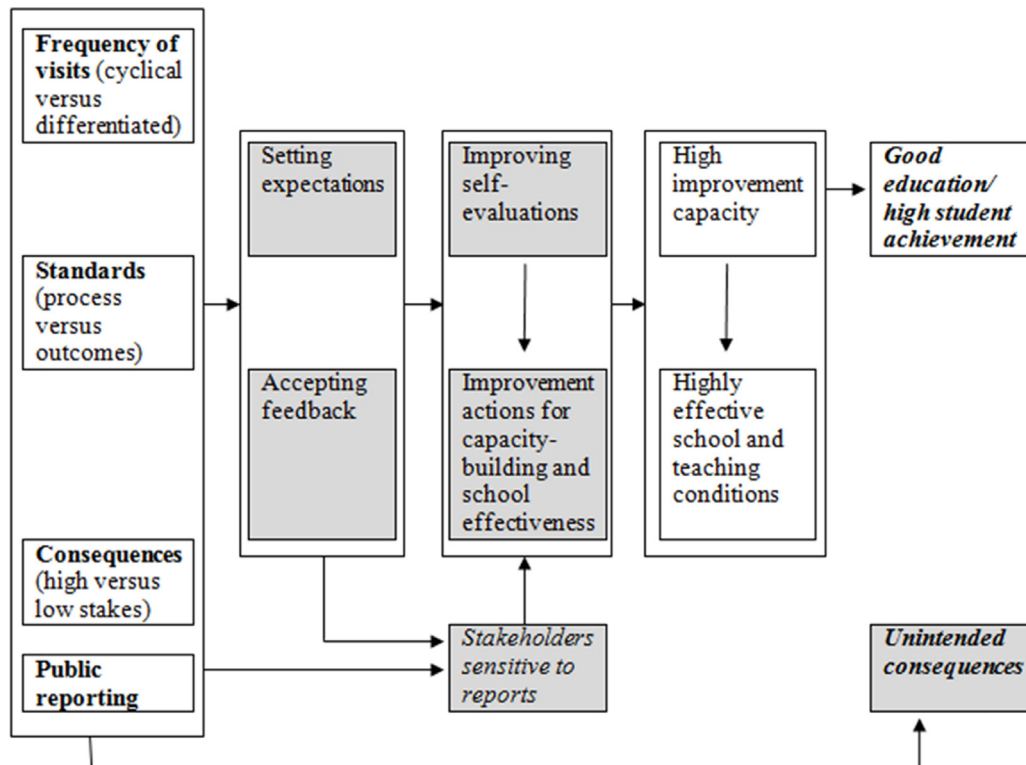 Frequency of
visits (cyclical
versus
differentiated)
Standards
(process
versus
outcomes)
Consequences
(high versus
low stakes)
Public
reporting
Setting
expectations
Accepting
feedback
Improving
self-
evaluations
Improvement
actions for
capacity-
building and
school
effectiveness
Stakeholders
sensitive to
reports
High
improvement
capacity
Highly
effective
school and
teaching
conditions
Good
education/
high student
achievement
Unintended
consequences